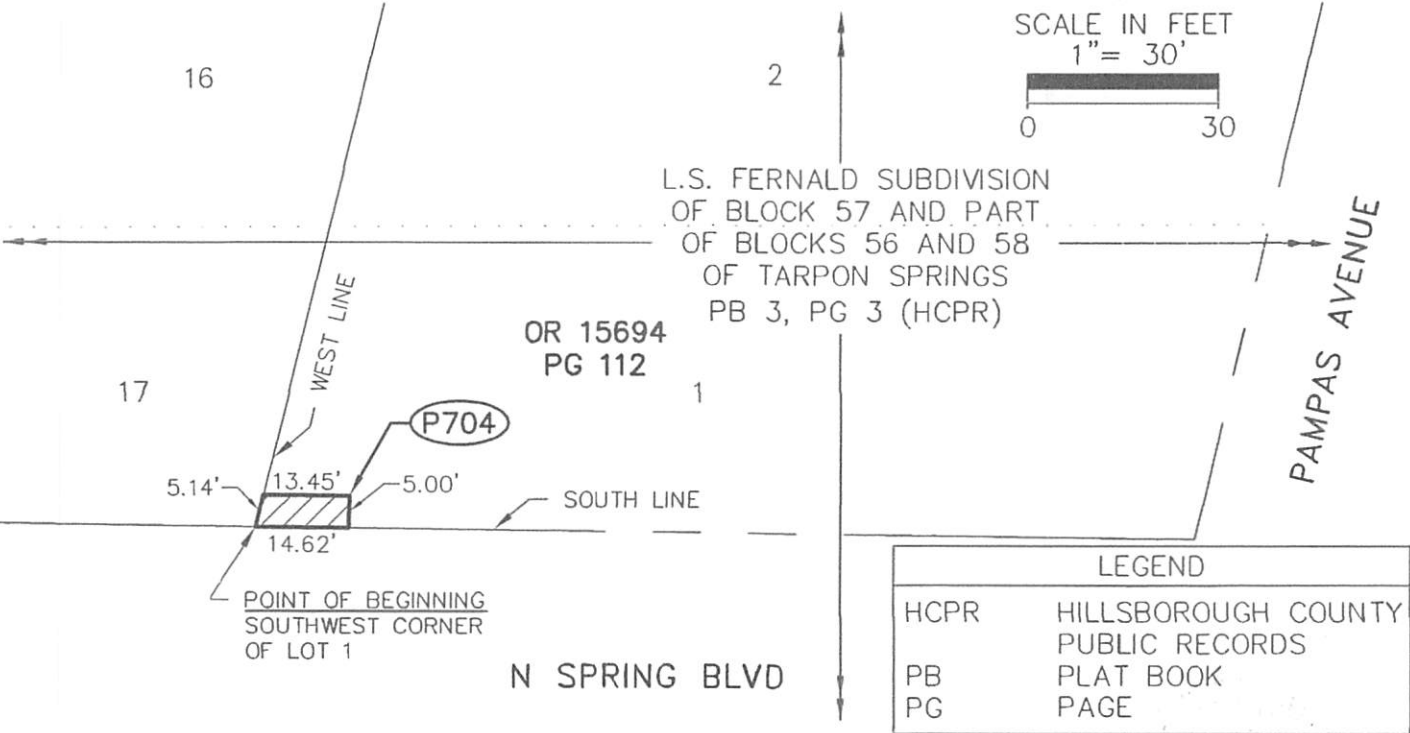 SCALE IN FEET
1"= 30'
0 30
16
2
L.S. FERNALD SUBDIVISION
OF BLOCK 57 AND PART
OF BLOCKS 56 AND 58
OF TARPON SPRINGS
PB 3, PG 3 (HCPR)
PAMPAS AVENUE
WEST LINE
OR 15694
PG 112
17
1
P704
5.14'
13.45'
5.00'
SOUTH LINE
14.62'
POINT OF BEGINNING
SOUTHWEST CORNER
OF LOT 1
N SPRING BLVD
LEGEND
HCPR HILLSBOROUGH COUNTY
PUBLIC RECORDS
PB PLAT BOOK
PG PAGE